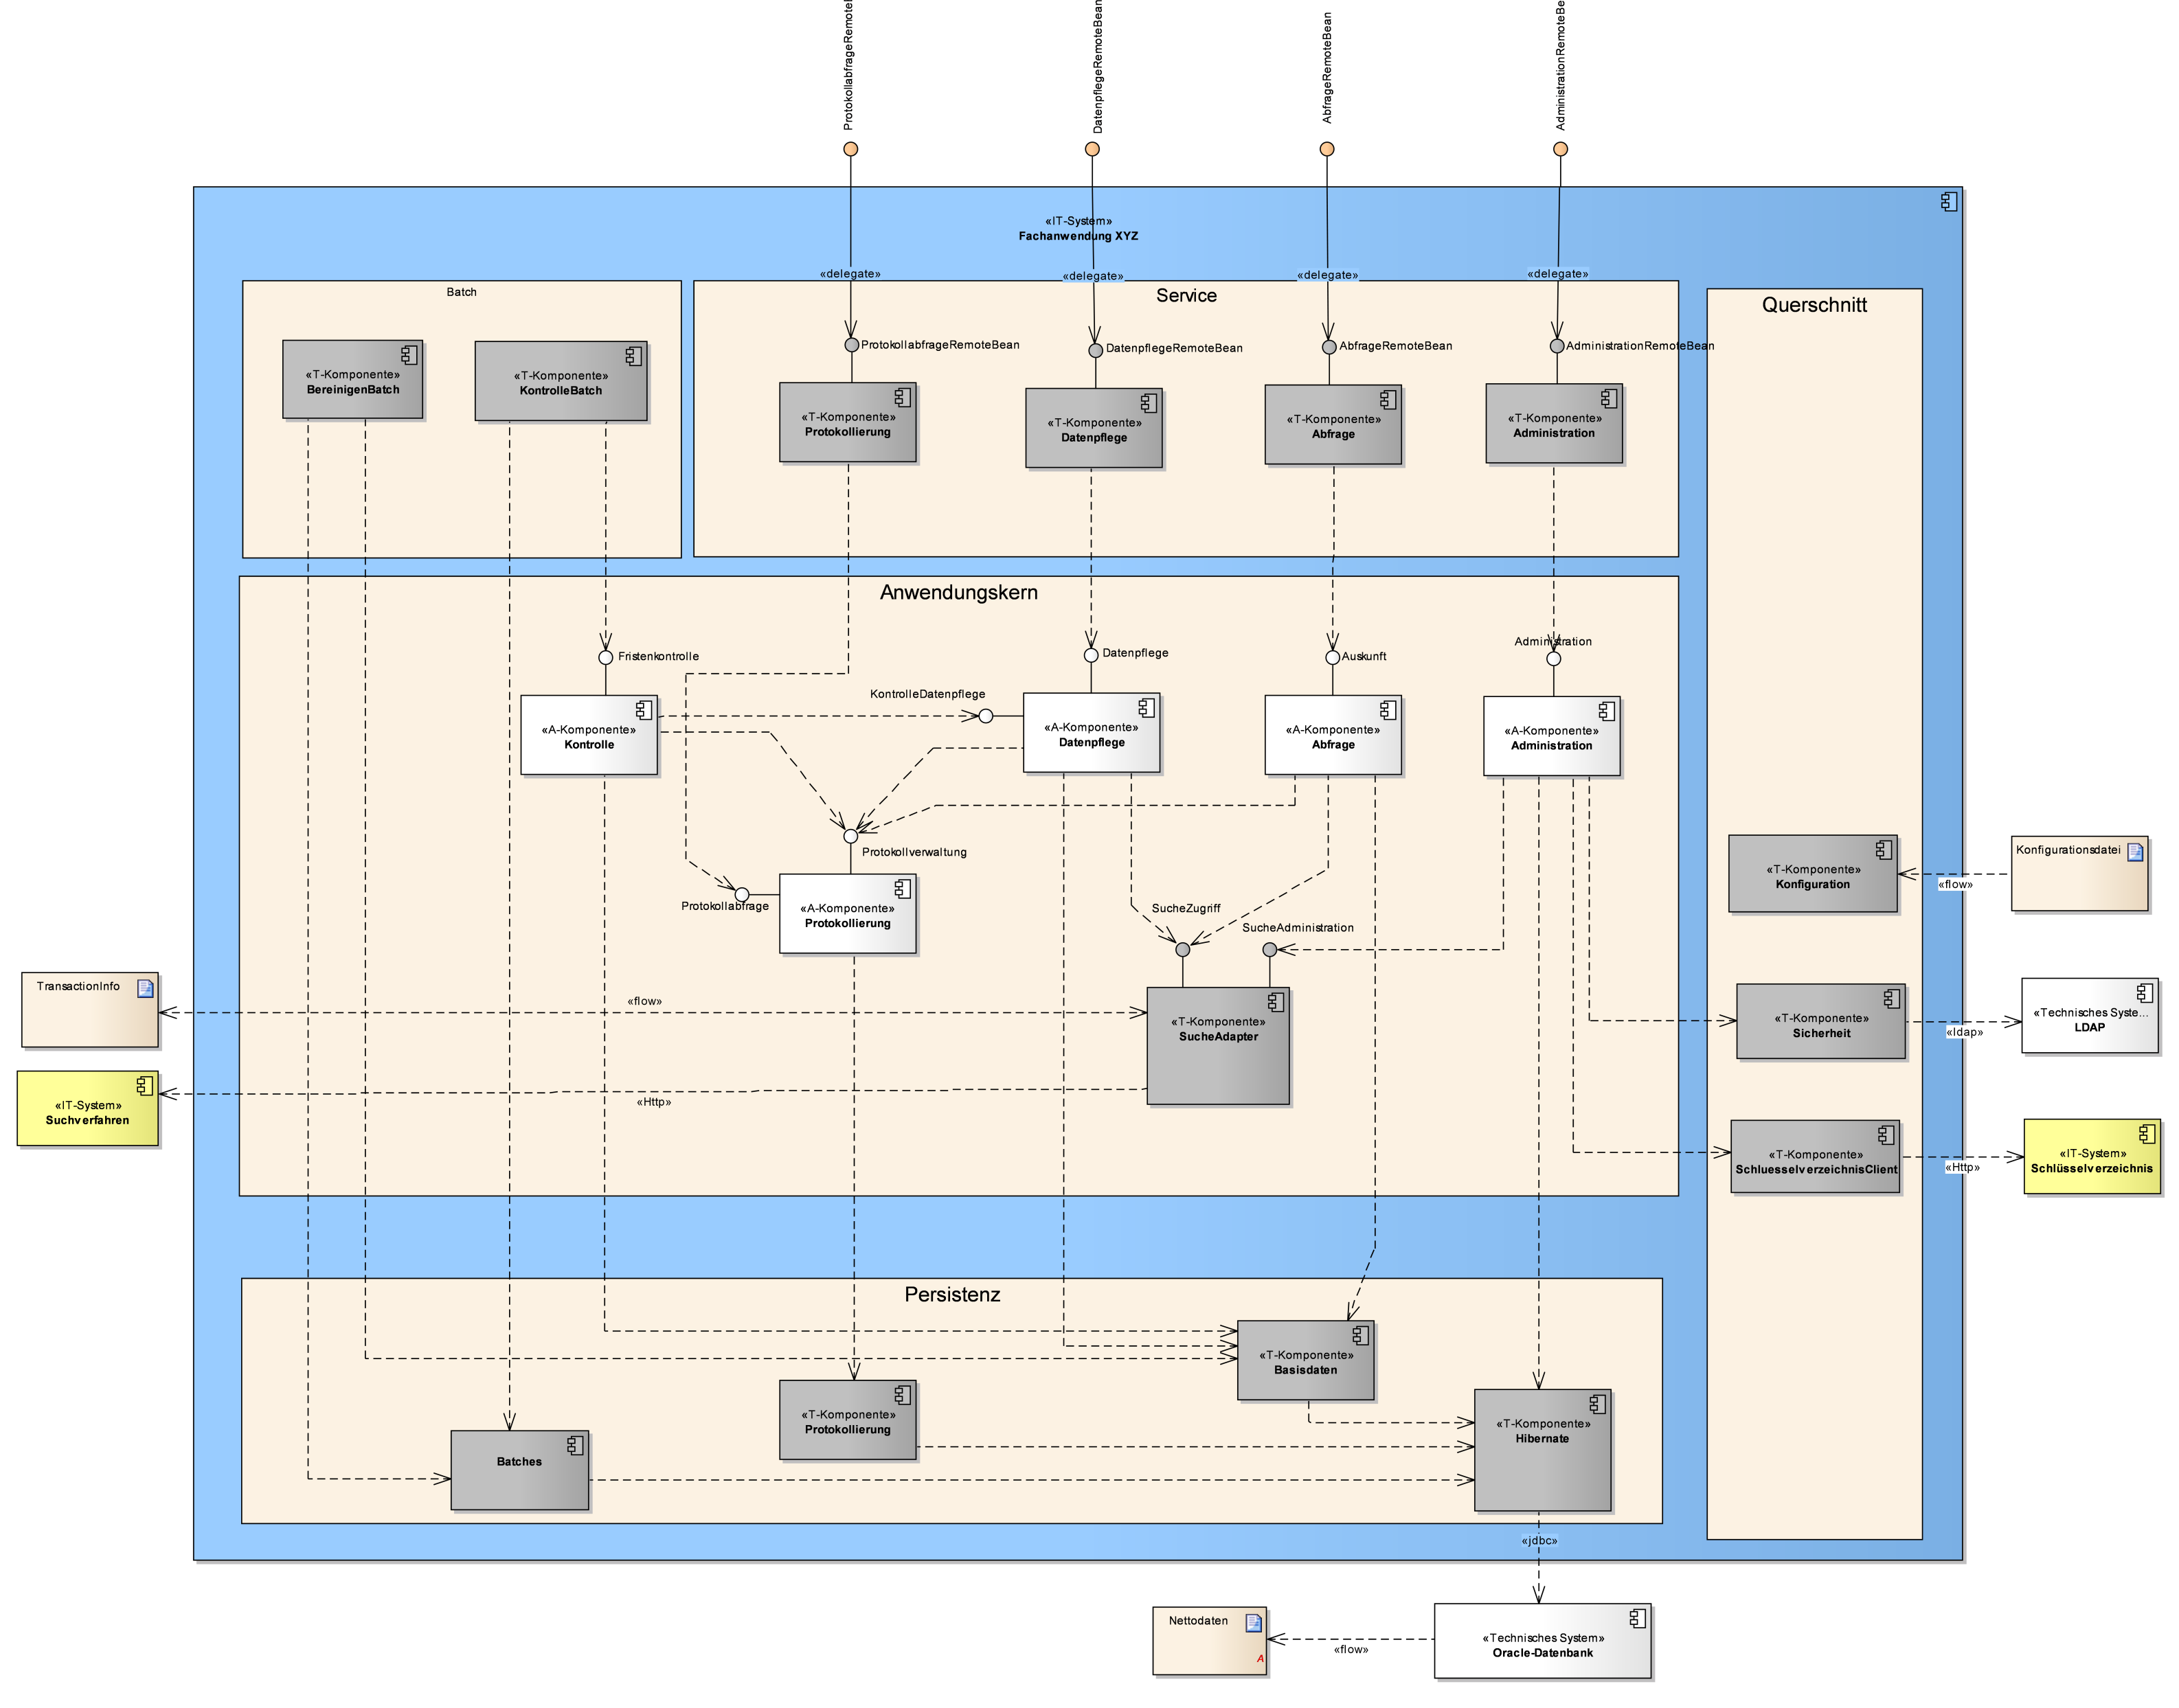 ProtokollabfrageRemote
DatenpflegeRemoteBean
AbfrageRemoteBean
AdministrationRemoteBe
«IT-System»
Fachanwendung XYZ
«delegate»
«delegate»
«delegate»
«delegate»
Batch
Service
Querschnitt
ProtokollabfrageRemoteBean
DatenpflegeRemoteBean
AbfrageRemoteBean
AdministrationRemoteBean
«T-Komponente»
BereinigenBatch
«T-Komponente»
KontrolleBatch
«T-Komponente»
Protokollierung
«T-Komponente»
Datenpflege
«T-Komponente»
Abfrage
«T-Komponente»
Administration
Anwendungskern
Fristenkontrolle
Datenpflege
Auskunft
Administration
KontrolleDatenpflege
«A-Komponente»
Kontrolle
«A-Komponente»
Datenpflege
«A-Komponente»
Abfrage
«A-Komponente»
Administration
Protokollverwaltung
Protokollabfrage
«A-Komponente»
Protokollierung
SucheZugriff
SucheAdministration
«T-Komponente»
Konfiguration
«flow»
Konfigurationsdatei
TransactionInfo
«flow»
«T-Komponente»
SucheAdapter
«T-Komponente»
Sicherheit
«ldap»
«Technisches Syste...
LDAP
«IT-System»
Suchverfahren
«Http»
«T-Komponente»
SchluesselverzeichnisClient
«Http»
«IT-System»
Schlüsselverzeichnis
Persistenz
«T-Komponente»
Basisdaten
«T-Komponente»
Protokollierung
«T-Komponente»
Hibernate
Batches
«jdbc»
Nettodaten
A
«flow»
«Technisches System»
Oracle-Datenbank